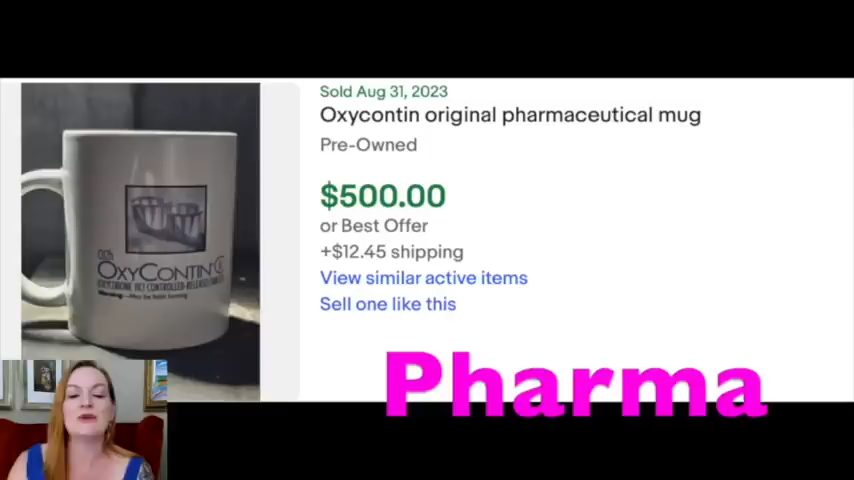 Sold Aug 31, 2023
Oxycontin original pharmaceutical mug
Pre-Owned
$500.00
or Best Offer
+$12.45 shipping
View similar active items
Sell one like this
OXYCONTIN
Pharma